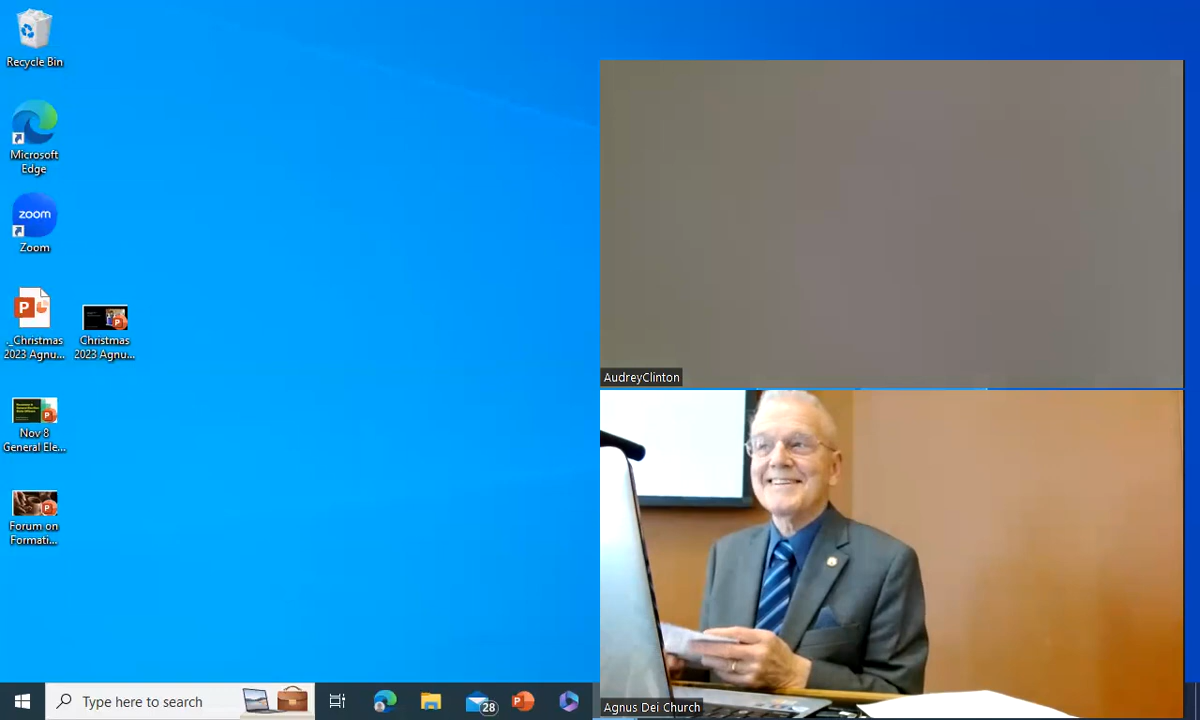 Recycle Bin
Microsoft
Edge
zoom
Zoom
P
._Christmas
2023 Agnu...
P
Christmas
2023 Agnu...
P
Nov 8
General Ele...
P
Forum on
Formati...
AudreyClinton
Agnus Dei Church
Type here to search
28
P